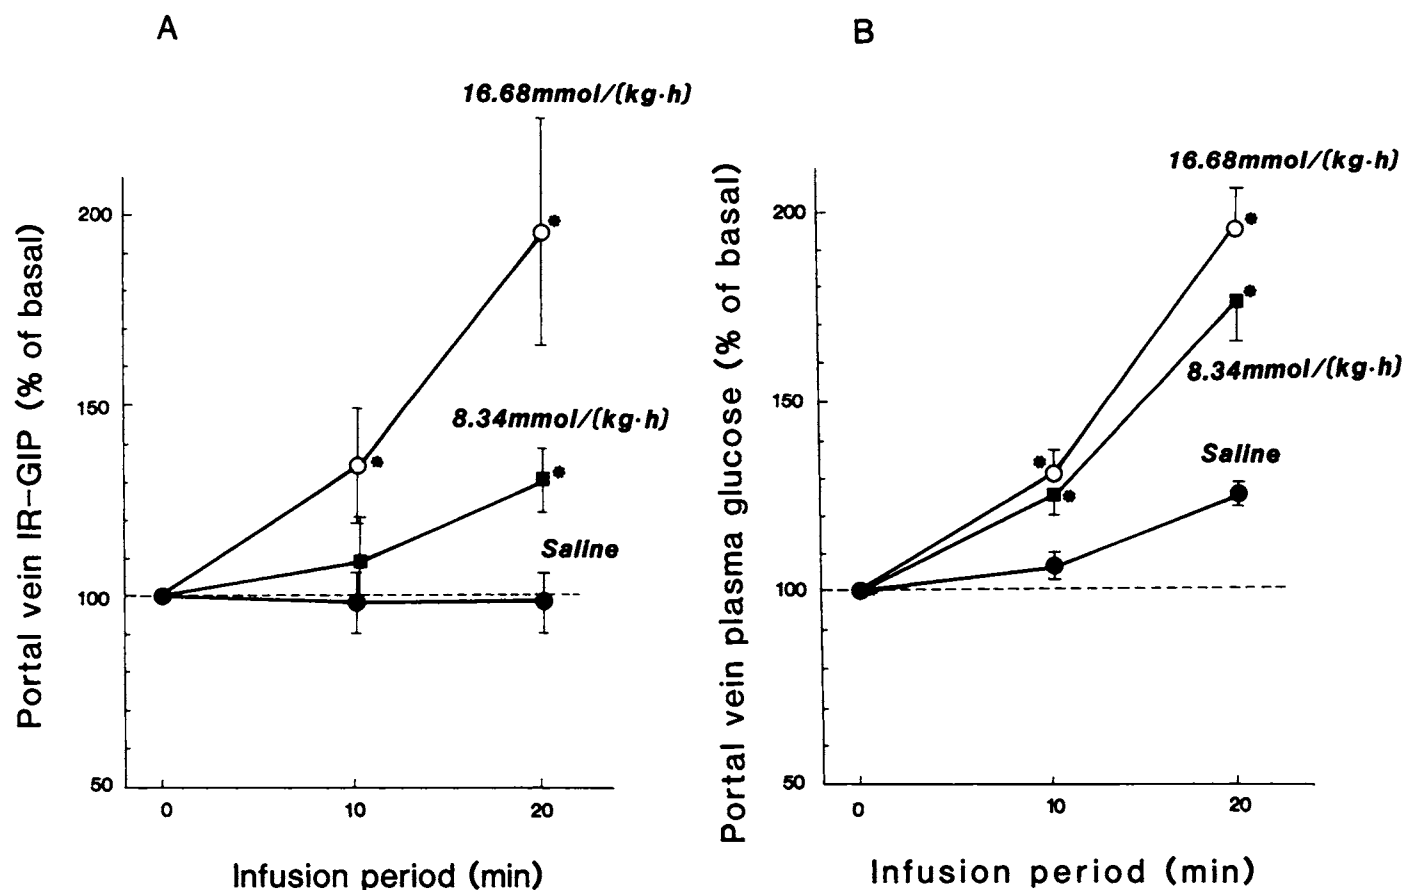 A
16.68mmol/(kg·h)
*
200
150
8.34mmol/(kg·h)
*
*
Saline
100
50
0
10
20
Portal vein IR-GIP (% of basal)
Infusion period (min)
B
16.68mmol/(kg·h)
*
200
*
8.34mmol/(kg·h)
150
Saline
*
*
100
50
0
10
20
Portal vein plasma glucose (% of basal)
Infusion period (min)